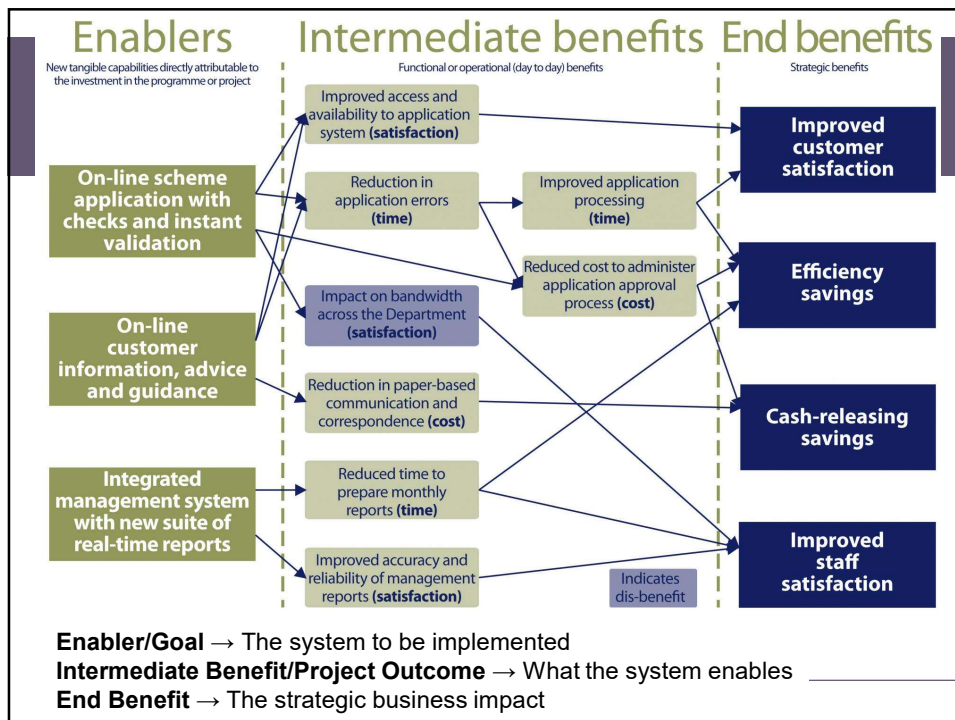 Enablers
New tangible capabilities directly attributable to
the investment in the programme or project
Intermediate benefits
Functional or operational (day to day) benefits
End benefits
Strategic benefits
On-line scheme
application with
checks and instant
validation
On-line
customer
information, advice
and guidance
Integrated
management system
with new suite of
real-time reports
Improved access and
availability to application
system (satisfaction)
Reduction in
application errors
(time)
Impact on bandwidth
across the Department
(satisfaction)
Reduction in paper-based
communication and
correspondence (cost)
Reduced time to
prepare monthly
reports (time)
Improved accuracy and
reliability of management
reports (satisfaction)
Improved application
processing
(time)
Reduced cost to administer
application approval
process (cost)
Indicates
dis-benefit
Improved
customer
satisfaction
Efficiency
savings
Cash-releasing
savings
Improved
staff
satisfaction
Enabler/Goal → The system to be implemented
Intermediate Benefit/Project Outcome → What the system enables
End Benefit → The strategic business impact